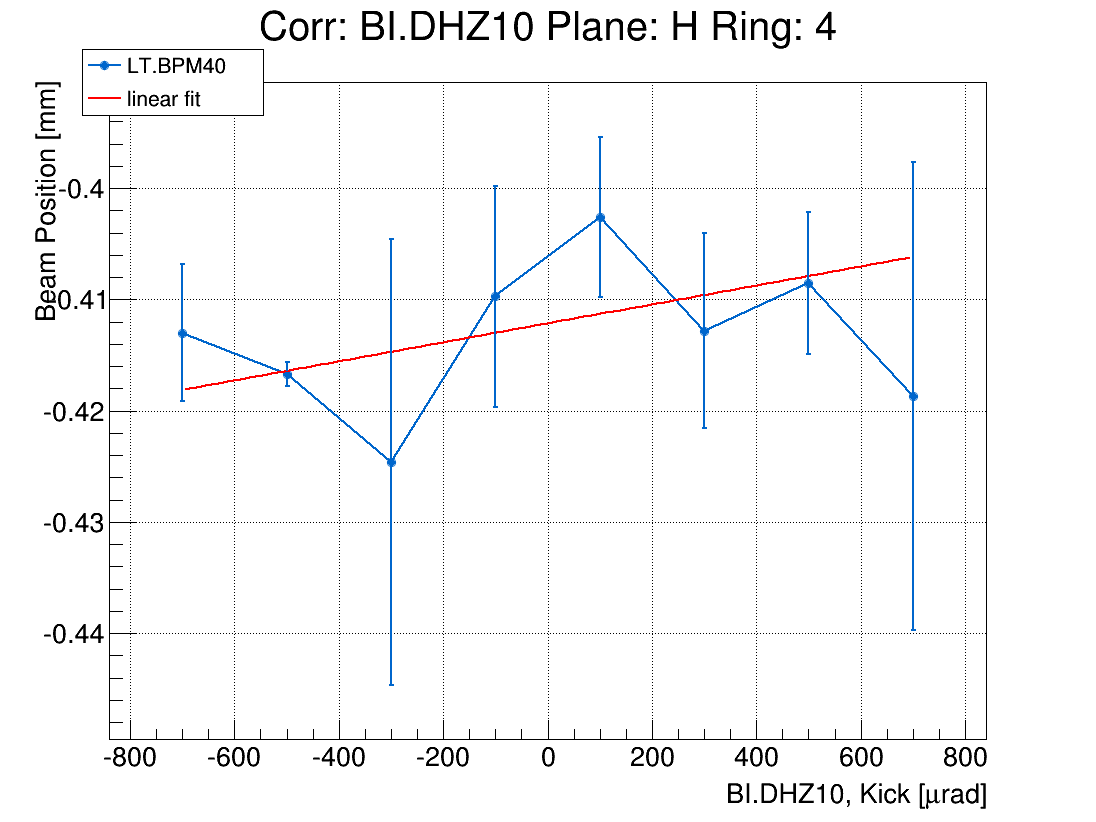 Corr: BI.DHZ10 Plane: H Ring: 4
LT.BPM40
linear fit
Beam Position [mm]
-0.4
-0.41
-0.42
-0.43
-0.44
-800 -600 -400 -200 0 200 400 600 800
BI.DHZ10, Kick [μrad]